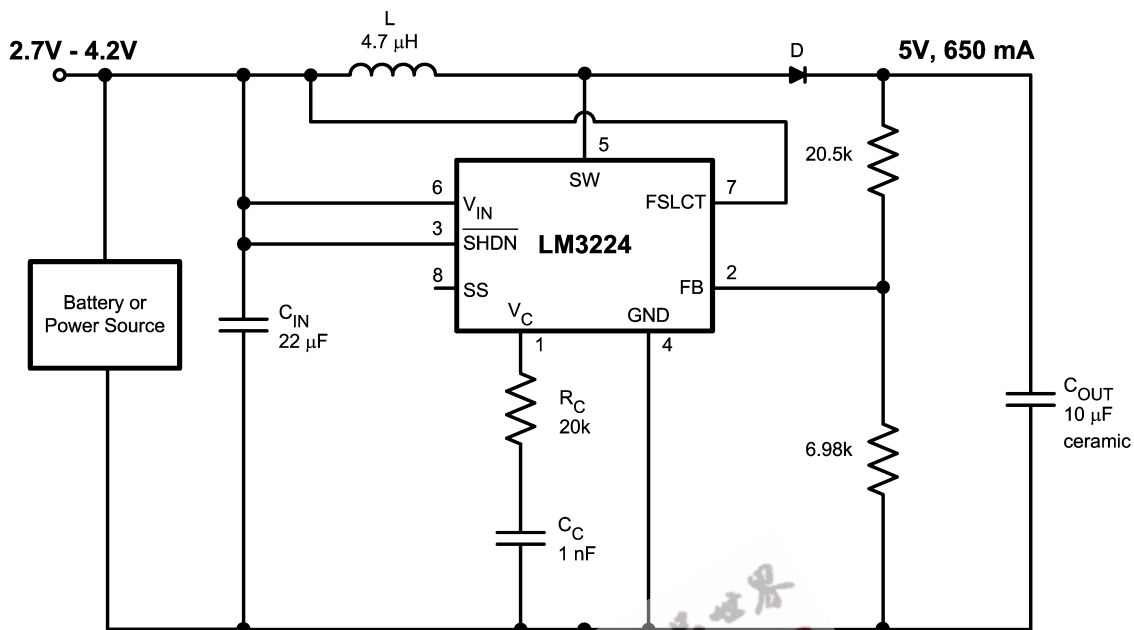 L
4.7 μH
2.7V - 4.2V
D
5V, 650 mA
20.5k
5
SW
6
V_IN
7
FSLCT
3
SHDN
LM3224
8
SS
2
FB
V_C
GND
1
4
Battery or
Power Source
C_IN
22 μF
R_C
20k
6.98k
C_OUT
10 μF
ceramic
C_C
1 nF
世界